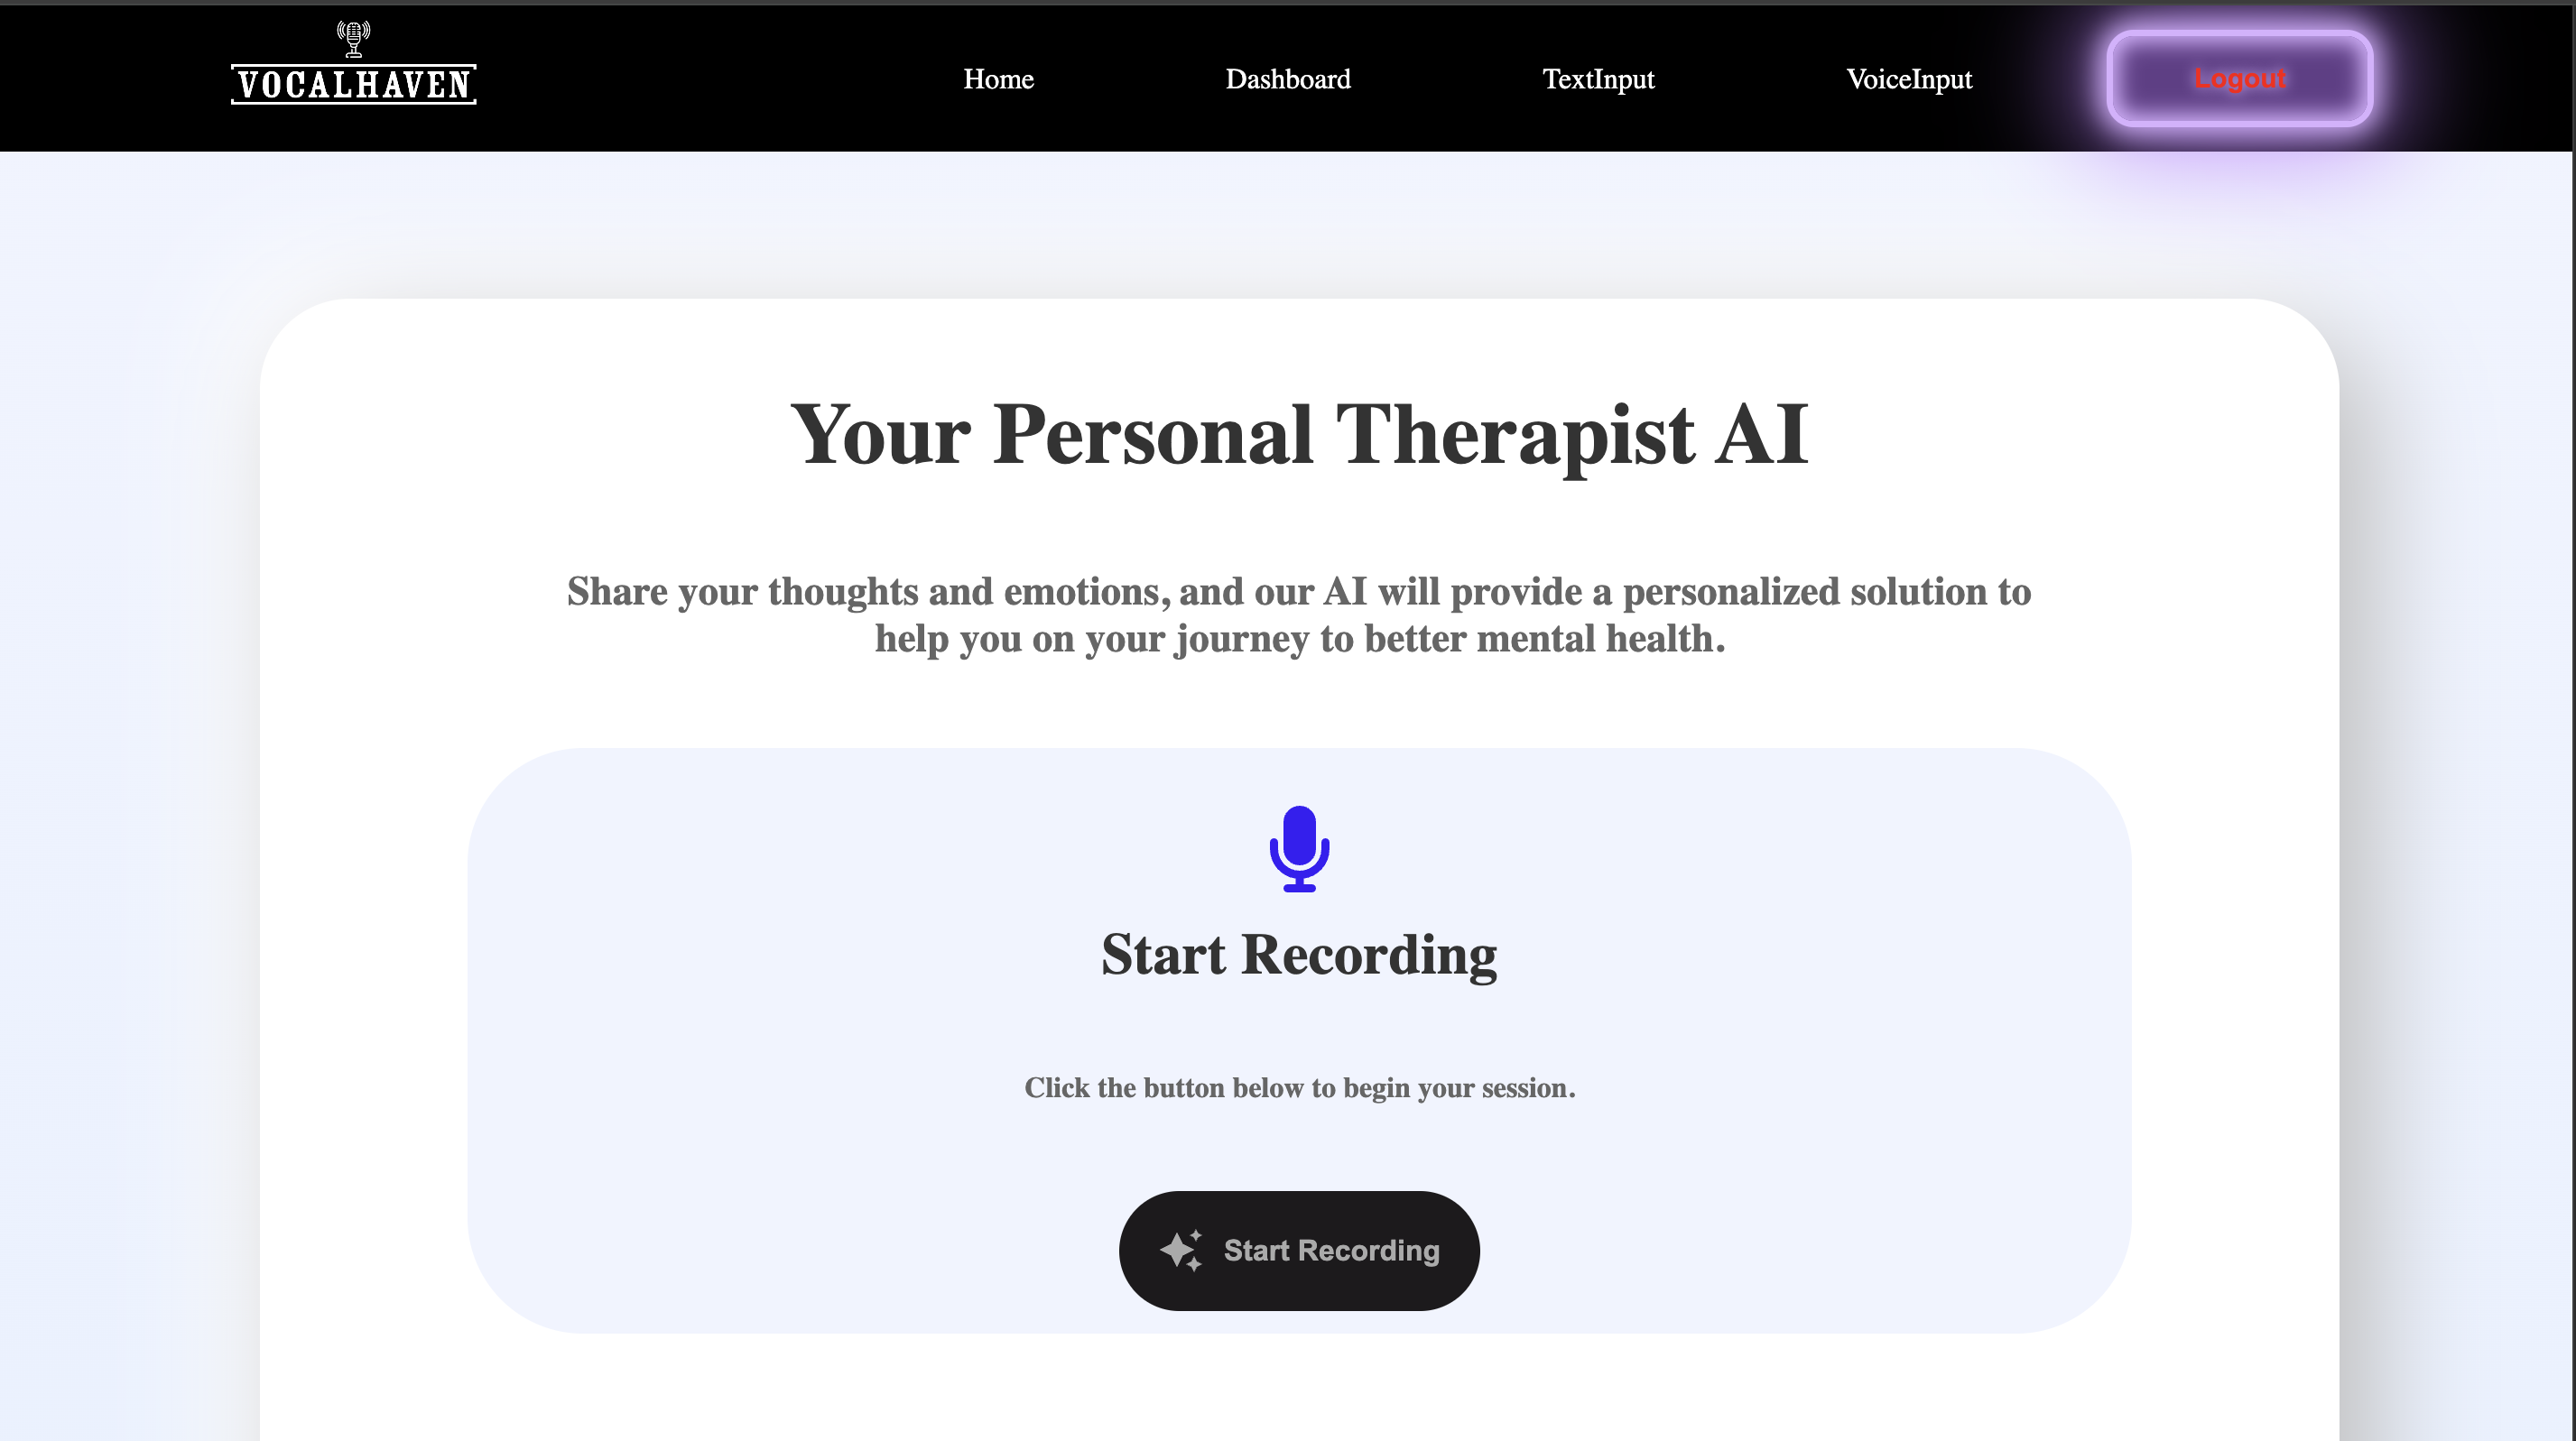 VOCALHAVEN
Home Dashboard TextInput VoiceInput Logout
Your Personal Therapist AI
Share your thoughts and emotions, and our AI will provide a personalized solution to
help you on your journey to better mental health.
Start Recording
Click the button below to begin your session.
Start Recording